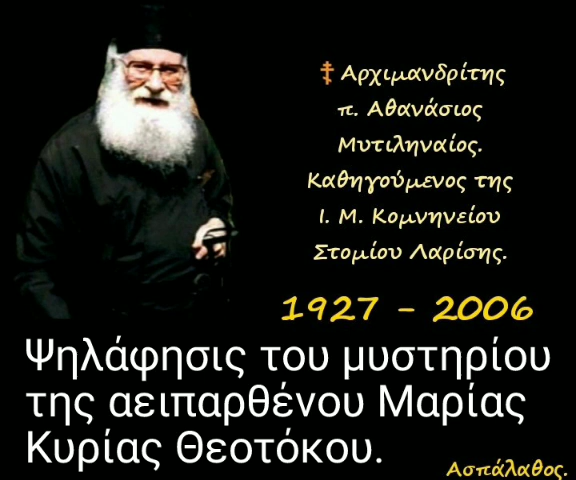 ‡ Αρχιμανδρίτης
π. Αθανάσιος
Μυτιληναίος.
Καθηγούμενος της
Ι. Μ. Κομνηνείου
Στομίου Λαρίσης.
1927 - 2006
Ψηλάφησις του μυστηρίου
της αειπαρθένου Μαρίας
Κυρίας Θεοτόκου.
Ασπάλαθος.